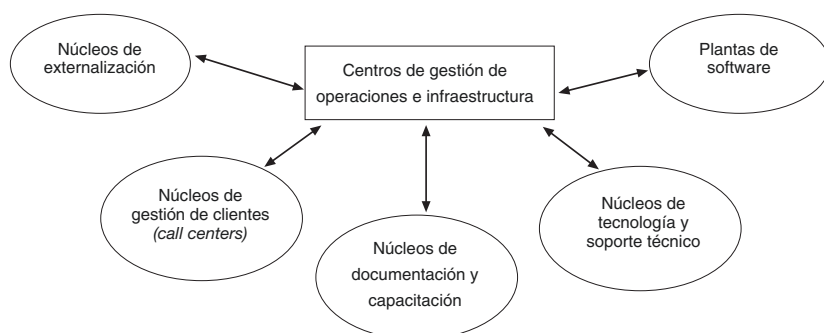 Núcleos de
externalización
Centros de gestión de
operaciones e infraestructura
Plantas de
software
Núcleos de
gestión de clientes
(call centers)
Núcleos de
documentación y
capacitación
Núcleos de
tecnología y
soporte técnico